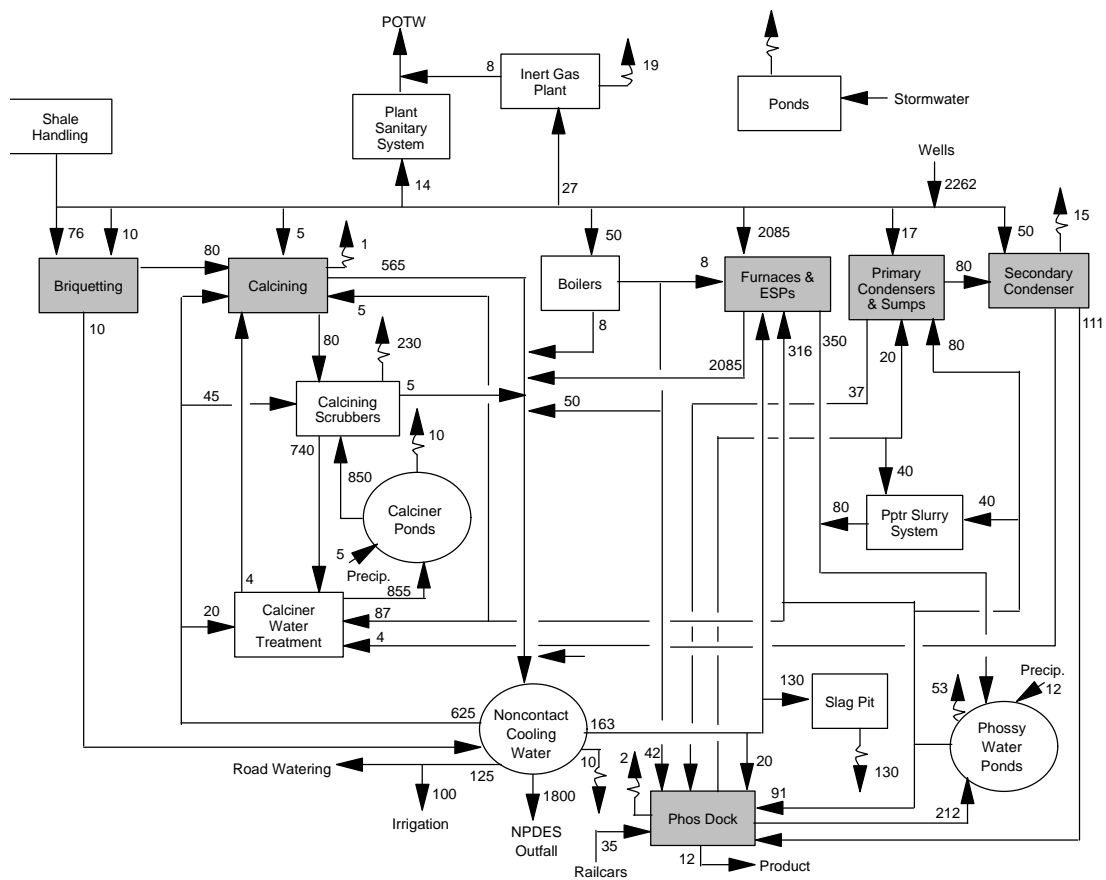 POTW
8
Inert Gas
Plant
19
Ponds
Stormwater
Shale
Handling
Plant
Sanitary
System
Wells
14
27
2262
76
10
5
50
2085
17
50
15
80
1
565
8
80
Briquetting
Calcining
Boilers
Furnaces &
ESPs
Primary
Condensers
& Sumps
Secondary
Condenser
10
5
8
316
350
20
80
111
80
230
2085
37
45
5
50
Calcining
Scrubbers
740
10
850
40
Calciner
Ponds
80
Pptr Slurry
System
40
5
Precip.
4
855
20
Calciner
Water
Treatment
87
4
625
Noncontact
Cooling
Water
163
130
Slag Pit
53
Precip.
12
Phossy
Water
Ponds
Road Watering
125
10
2
42
20
130
100
1800
91
Irrigation
NPDES
Outfall
Phos Dock
212
35
Railcars
12
Product